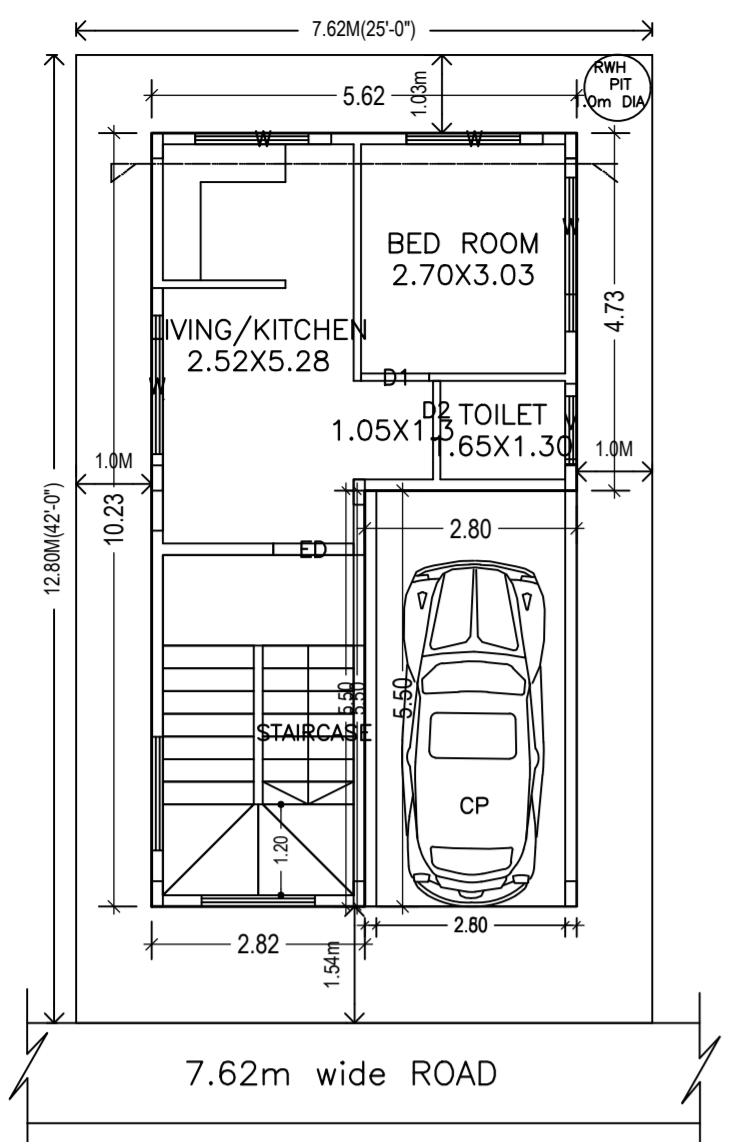 7.62M(25'-0")
RWH
PIT
1.0m DIA
5.62
1.03m
W
W
BED ROOM
2.70X3.03
W
4.73
IVING/KITCHEN
2.52X5.28
W
D1
D2
TOILET
V
1.05X1.3
1.65X1.30
1.0M
1.0M
12.80M(42'-0")
10.23
2.80
ED
5.50
5.50
5.50
STAIRCASE
CP
1.20
2.80
2.82
1.54m
7.62m wide ROAD